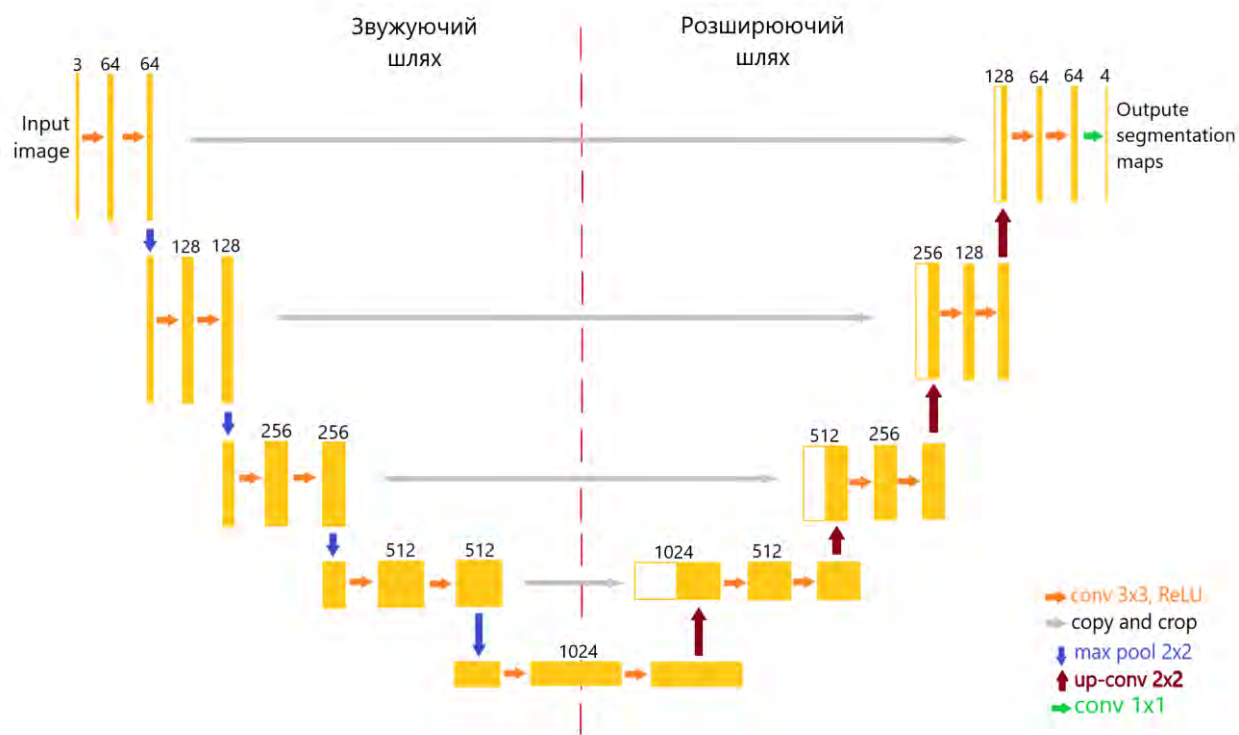 Звужуючий
шлях
Розширюючий
шлях
3 64 64
128 64 64 4
Input
image
Outpute
segmentation
maps
128 128
256 128
256 256
512 256
512 512
1024 512
1024
conv 3x3, ReLU
copy and crop
max pool 2x2
up-conv 2x2
conv 1x1